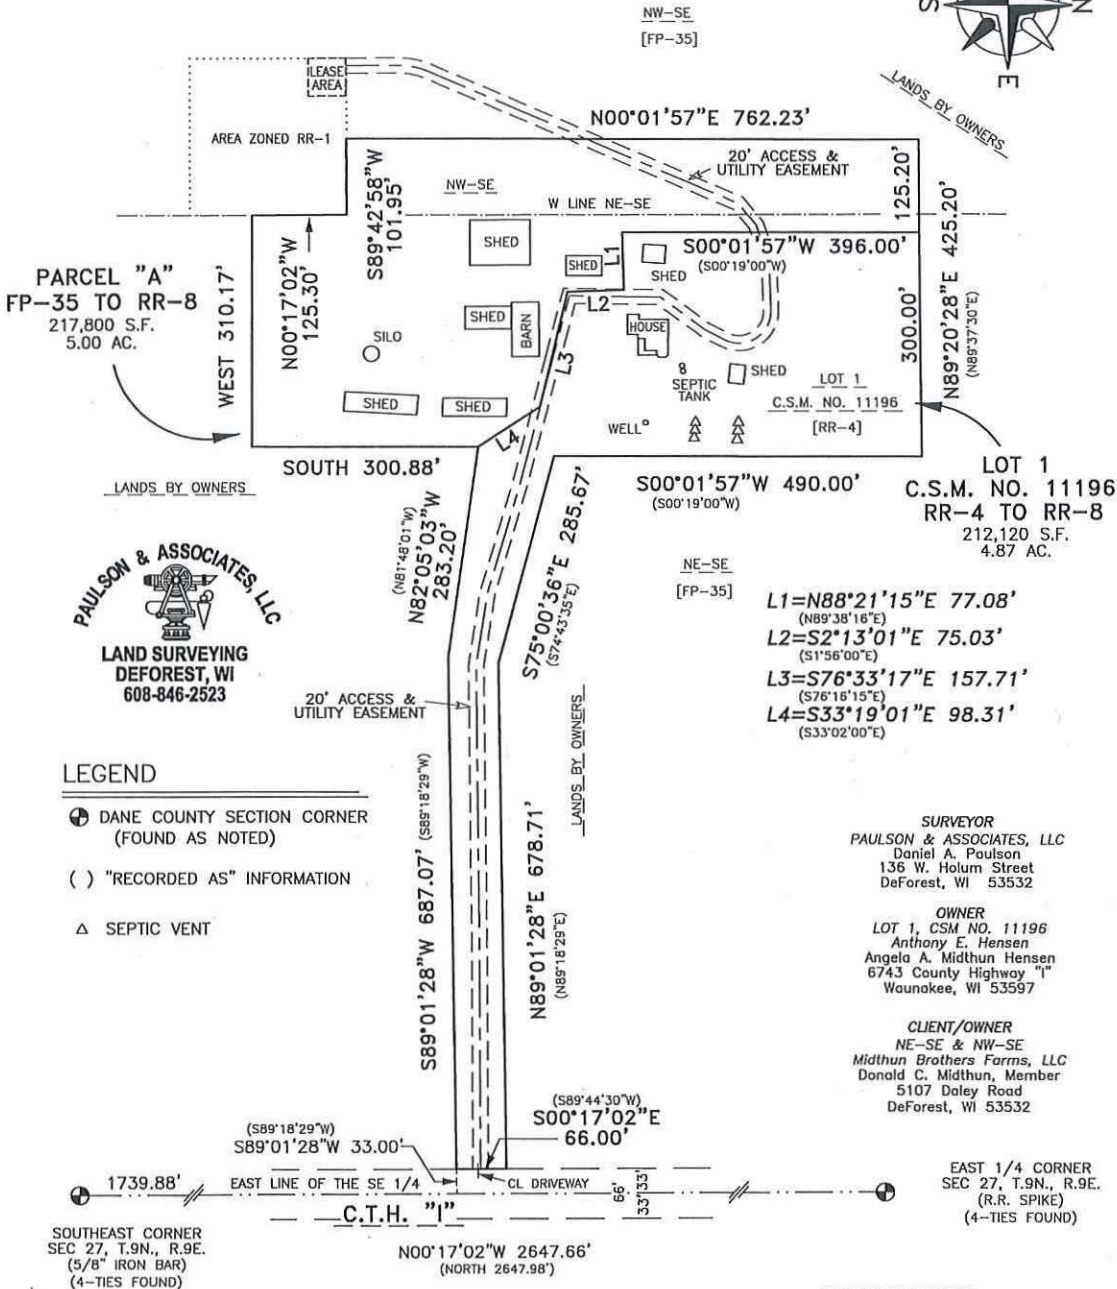 NW-SE
[FP-35]
S
N
E
LANDS BY OWNERS
LEASE
AREA
AREA ZONED RR-1
N00°01'57"E 762.23'
20' ACCESS &
UTILITY EASEMENT
125.20'
NW-SE
W LINE NE-SE
S89°42'58"W
101.95'
SHED
SHED
L1
S00°01'57"W 396.00'
(S00°19'00"W)
SHED
N89°20'28"E 425.20'
(N89°37'30"E)
PARCEL "A"
FP-35 TO RR-8
217,800 S.F.
5.00 AC.
WEST 310.17'
N00°17'02"W
125.30'
L2
300.00'
SHED
BARN
SILO
HOUSE
L3
8
SEPTIC
TANK
SHED
LOT 1
C.S.M. NO. 11196
[RR-4]
SHED
SHED
WELL
L4
SOUTH 300.88'
LANDS BY OWNERS
S00°01'57"W 490.00'
(S00°19'00"W)
LOT 1
C.S.M. NO. 11196
RR-4 TO RR-8
212,120 S.F.
4.87 AC.
(N81°48'01"W)
N82°05'03"W
283.20'
S75°00'36"E 285.67'
(S74°43'35"E)
NE-SE
[FP-35]
PAULSON & ASSOCIATES, LLC
LAND SURVEYING
DEFOREST, WI
608-846-2523
L1=N88°21'15"E 77.08'
(N89°38'16"E)
L2=S2°13'01"E 75.03'
(S1°56'00"E)
L3=S76°33'17"E 157.71'
(S76°16'15"E)
L4=S33°19'01"E 98.31'
(S33°02'00"E)
20' ACCESS &
UTILITY EASEMENT
LANDS BY OWNERS
LEGEND
DANE COUNTY SECTION CORNER
(FOUND AS NOTED)
( ) "RECORDED AS" INFORMATION
SEPTIC VENT
S89°01'28"W 687.07' (S89°18'29"W)
N89°01'28"E 678.71'
(N89°18'29"E)
SURVEYOR
PAULSON & ASSOCIATES, LLC
Daniel A. Paulson
136 W. Holum Street
DeForest, WI 53532
OWNER
LOT 1, CSM NO. 11196
Anthony E. Hensen
Angela A. Midthun Hensen
6743 County Highway "I"
Waunakee, WI 53597
CLIENT/OWNER
NE-SE & NW-SE
Midthun Brothers Farms, LLC
Donald C. Midthun, Member
5107 Daley Road
DeForest, WI 53532
(S89°18'29"W)
S89°01'28"W 33.00'
(S89°44'30"W)
S00°17'02"E
66.00'
1739.88'
EAST LINE OF THE SE 1/4
CL DRIVEWAY
66'
33'33'
C.T.H. "I"
SOUTHEAST CORNER
SEC 27, T.9N., R.9E.
(5/8" IRON BAR)
(4-TIES FOUND)
N00°17'02"W 2647.66'
(NORTH 2647.98')
EAST 1/4 CORNER
SEC 27, T.9N., R.9E.
(R.R. SPIKE)
(4-TIES FOUND)